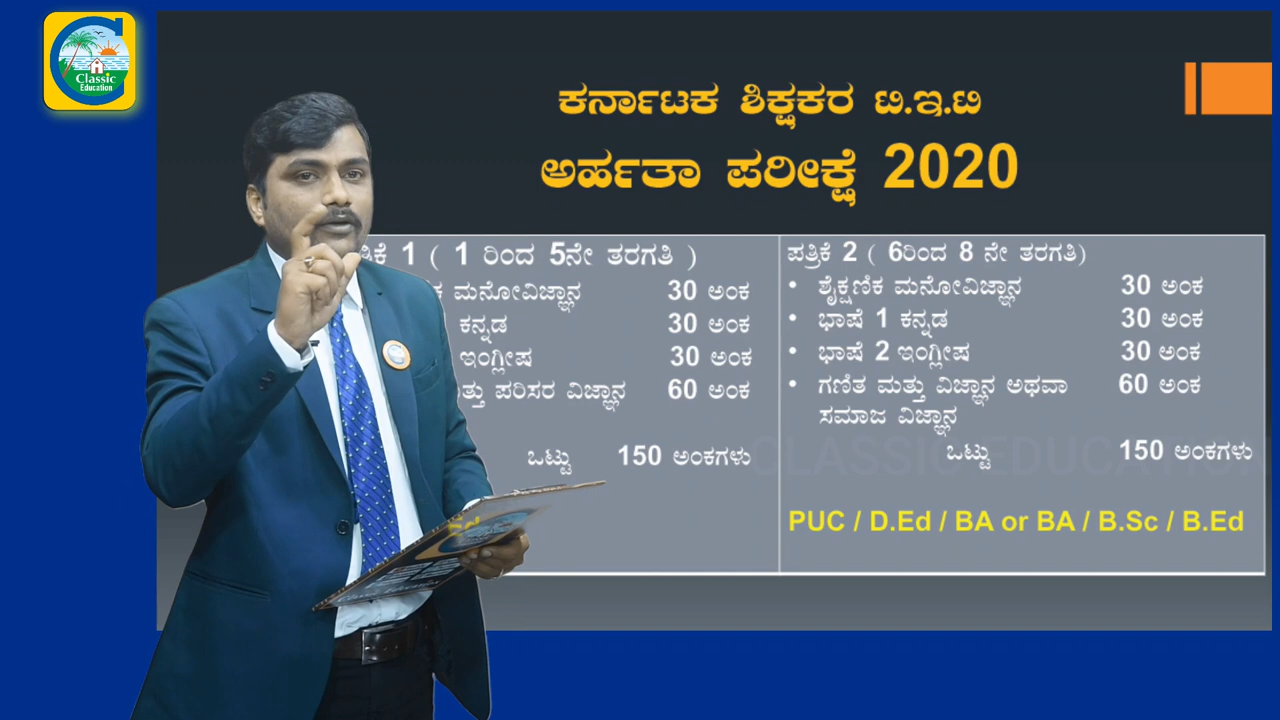 Classic
Education
ಕರ್ನಾಟಕ ಶಿಕ್ಷಕರ ಟಿ.ಇ.ಟಿ
ಅರ್ಹತಾ ಪರೀಕ್ಷೆ 2020
1 ( 1 ರಿಂದ 5ನೇ ತರಗತಿ )
ಮನೋವಿಜ್ಞಾನ 30 ಅಂಕ
ಕನ್ನಡ 30 ಅಂಕ
ಇಂಗ್ಲೀಷ 30 ಅಂಕ
ಪರಿಸರ ವಿಜ್ಞಾನ 60 ಅಂಕ
ಒಟ್ಟು 150 ಅಂಕಗಳು
ಪತ್ರಿಕೆ 2 ( 6ರಿಂದ 8 ನೇ ತರಗತಿ)
• ಶೈಕ್ಷಣಿಕ ಮನೋವಿಜ್ಞಾನ 30 ಅಂಕ
• ಭಾಷೆ 1 ಕನ್ನಡ 30 ಅಂಕ
• ಭಾಷೆ 2 ಇಂಗ್ಲೀಷ 30 ಅಂಕ
• ಗಣಿತ ಮತ್ತು ವಿಜ್ಞಾನ ಅಥವಾ 60 ಅಂಕ
ಸಮಾಜ ವಿಜ್ಞಾನ
ಒಟ್ಟು 150 ಅಂಕಗಳು
CLASSIC EDUCATION
PUC / D.Ed / BA or BA / B.Sc / B.Ed